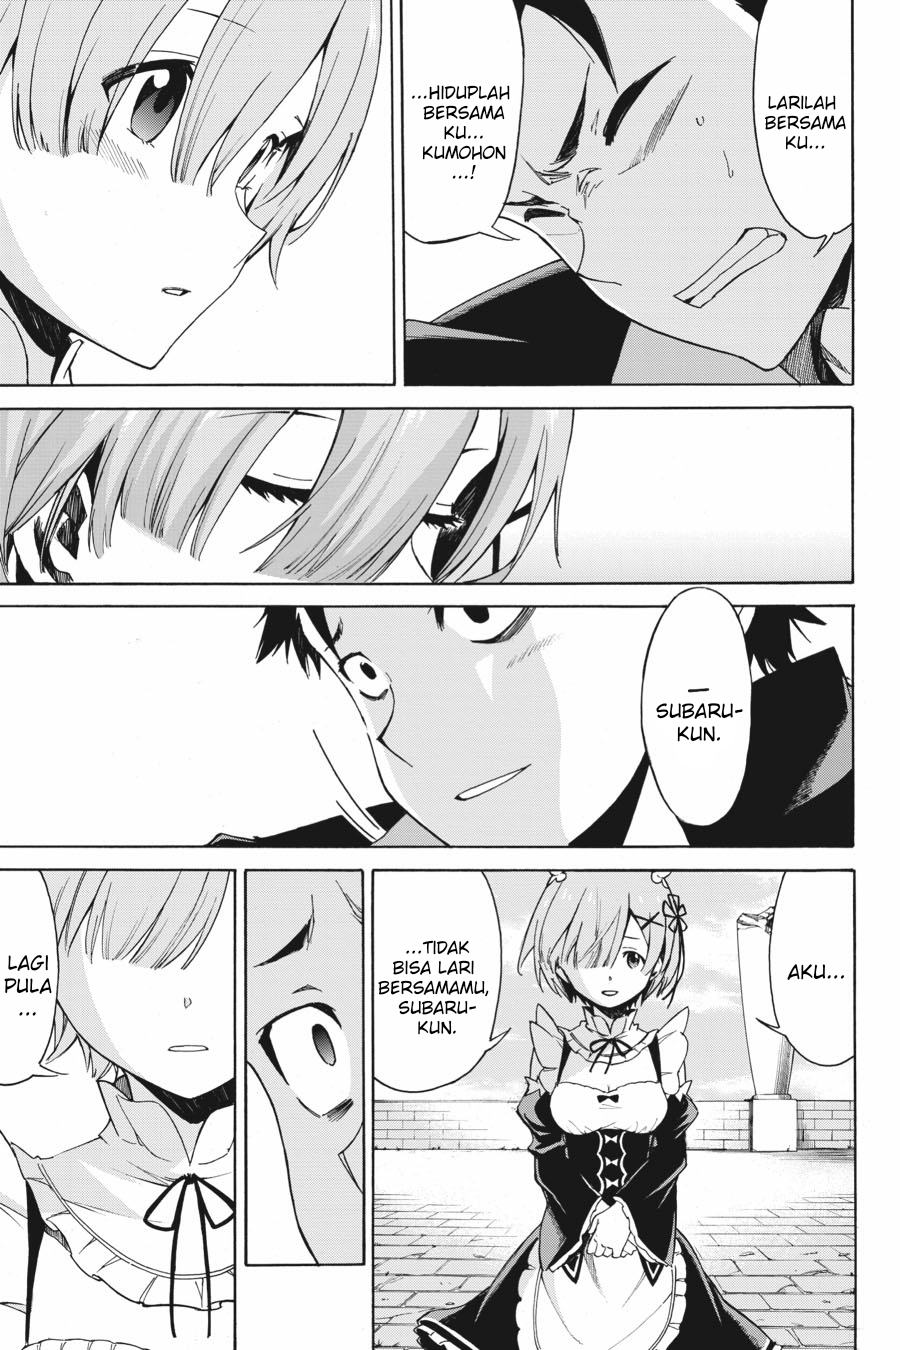 LARILAH
BERSAMA
KU...
...HIDUPLAH
BERSAMA
KU...
KUMOHON
...!
—
SUBARU-
KUN.
AKU...
...TIDAK
BISA LARI
BERSAMAMU,
SUBARU-
KUN.
LAGI
PULA
...